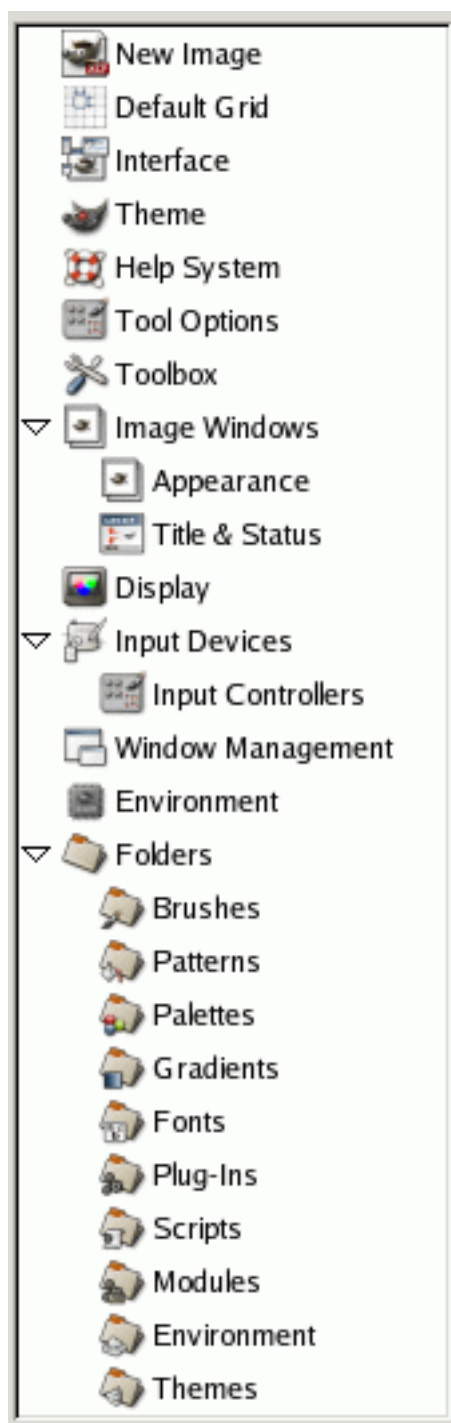 New Image
Default Grid
Interface
Theme
Help System
Tool Options
Toolbox
Image Windows
Appearance
Title & Status
Display
Input Devices
Input Controllers
Window Management
Environment
Folders
Brushes
Patterns
Palettes
Gradients
Fonts
Plug-Ins
Scripts
Modules
Environment
Themes